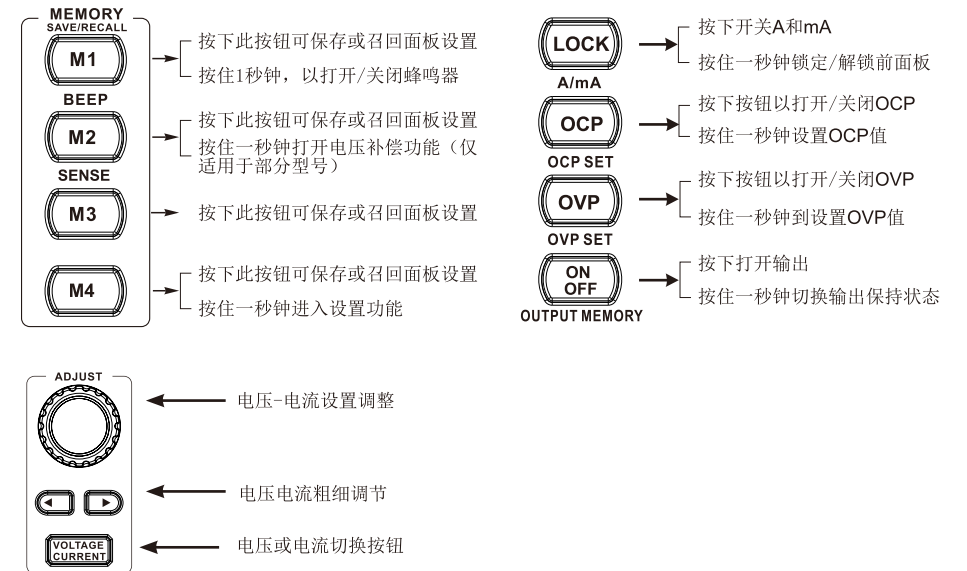 MEMORY
SAVE/RECALL
M1
按下此按钮可保存或召回面板设置
按住1秒钟，以打开/关闭蜂鸣器
BEEP
M2
按下此按钮可保存或召回面板设置
按住一秒钟打开电压补偿功能（仅
适用于部分型号）
SENSE
M3
按下此按钮可保存或召回面板设置
M4
按下此按钮可保存或召回面板设置
按住一秒钟进入设置功能
LOCK
按下开关A和mA
按住一秒钟锁定/解锁前面板
A/mA
OCP
按下按钮以打开/关闭OCP
按住一秒钟设置OCP值
OCP SET
OVP
按下按钮以打开/关闭OVP
按住一秒钟到设置OVP值
OVP SET
ON
OFF
按下打开输出
按住一秒钟切换输出保持状态
OUTPUT MEMORY
ADJUST
电压-电流设置调整
电压电流粗细调节
VOLTAGE
CURRENT
电压或电流切换按钮